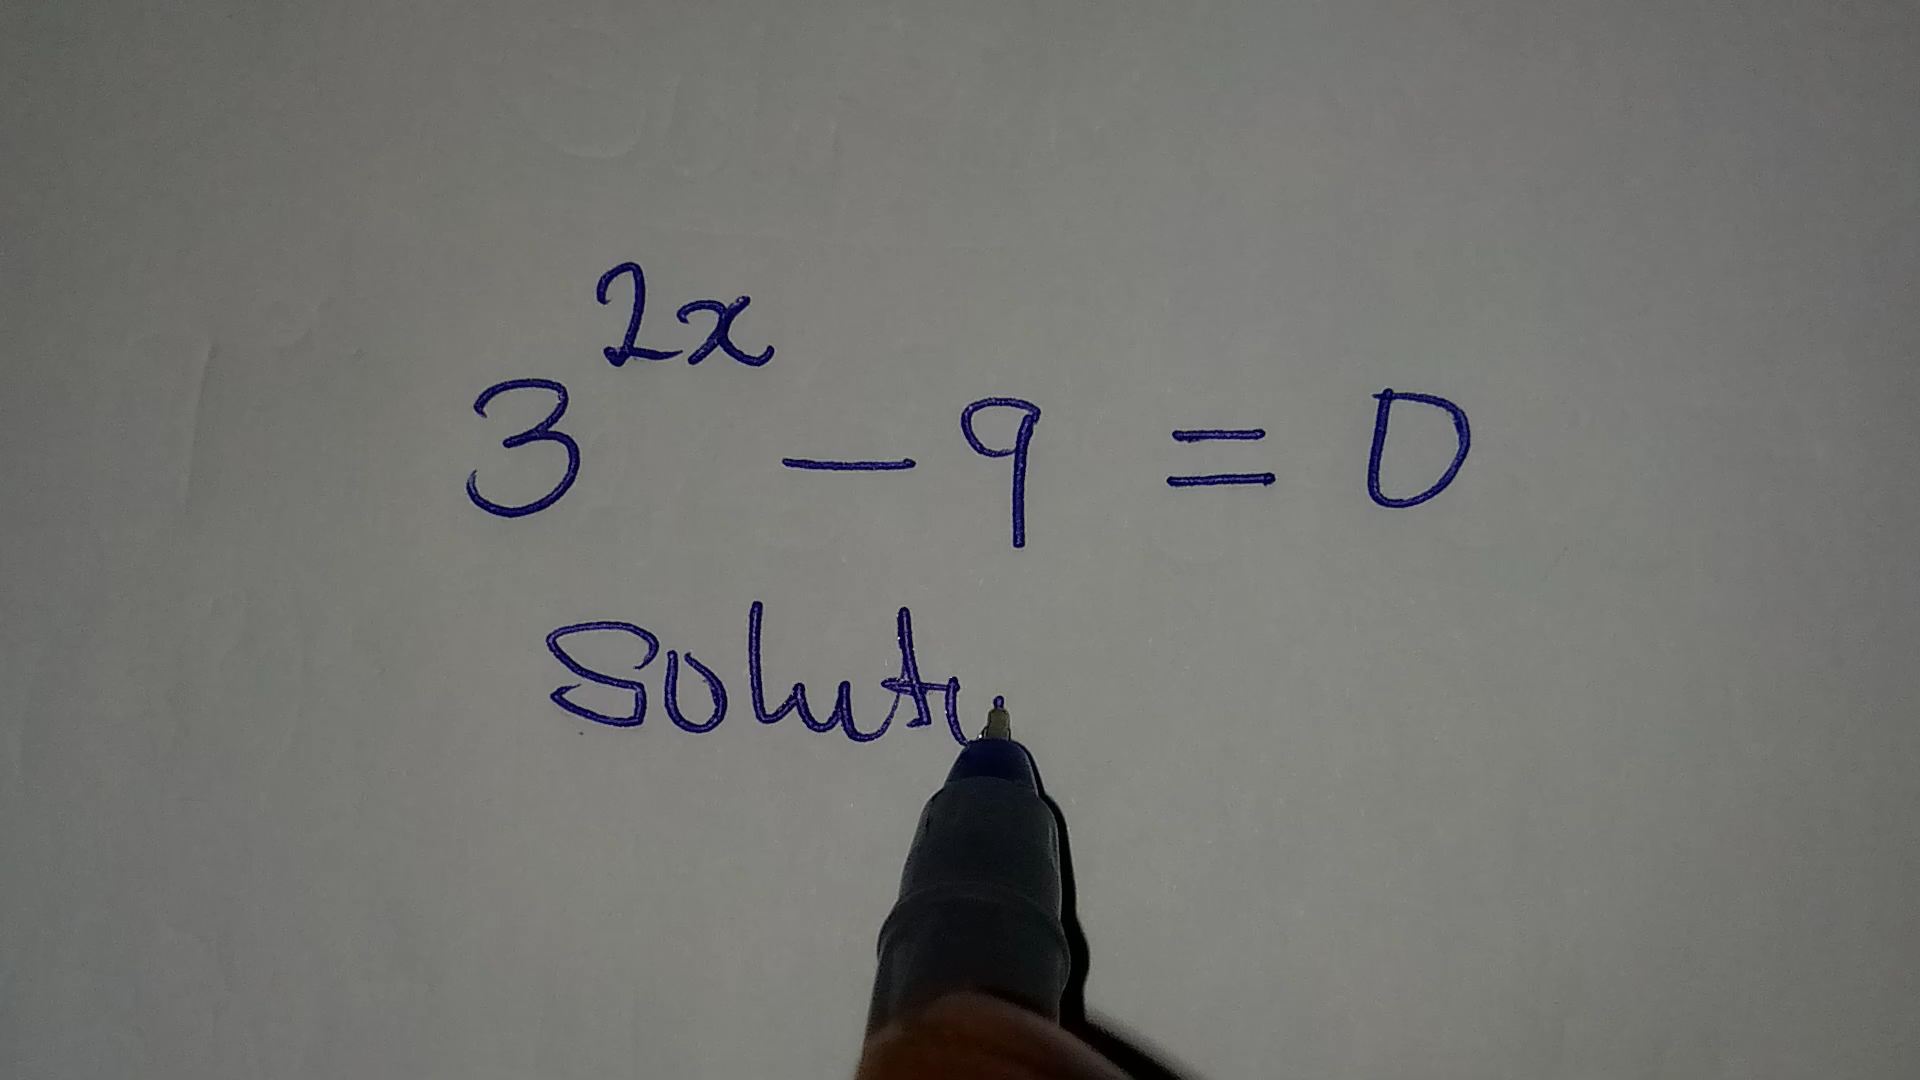 3^{2x} - 9 = 0
Solut